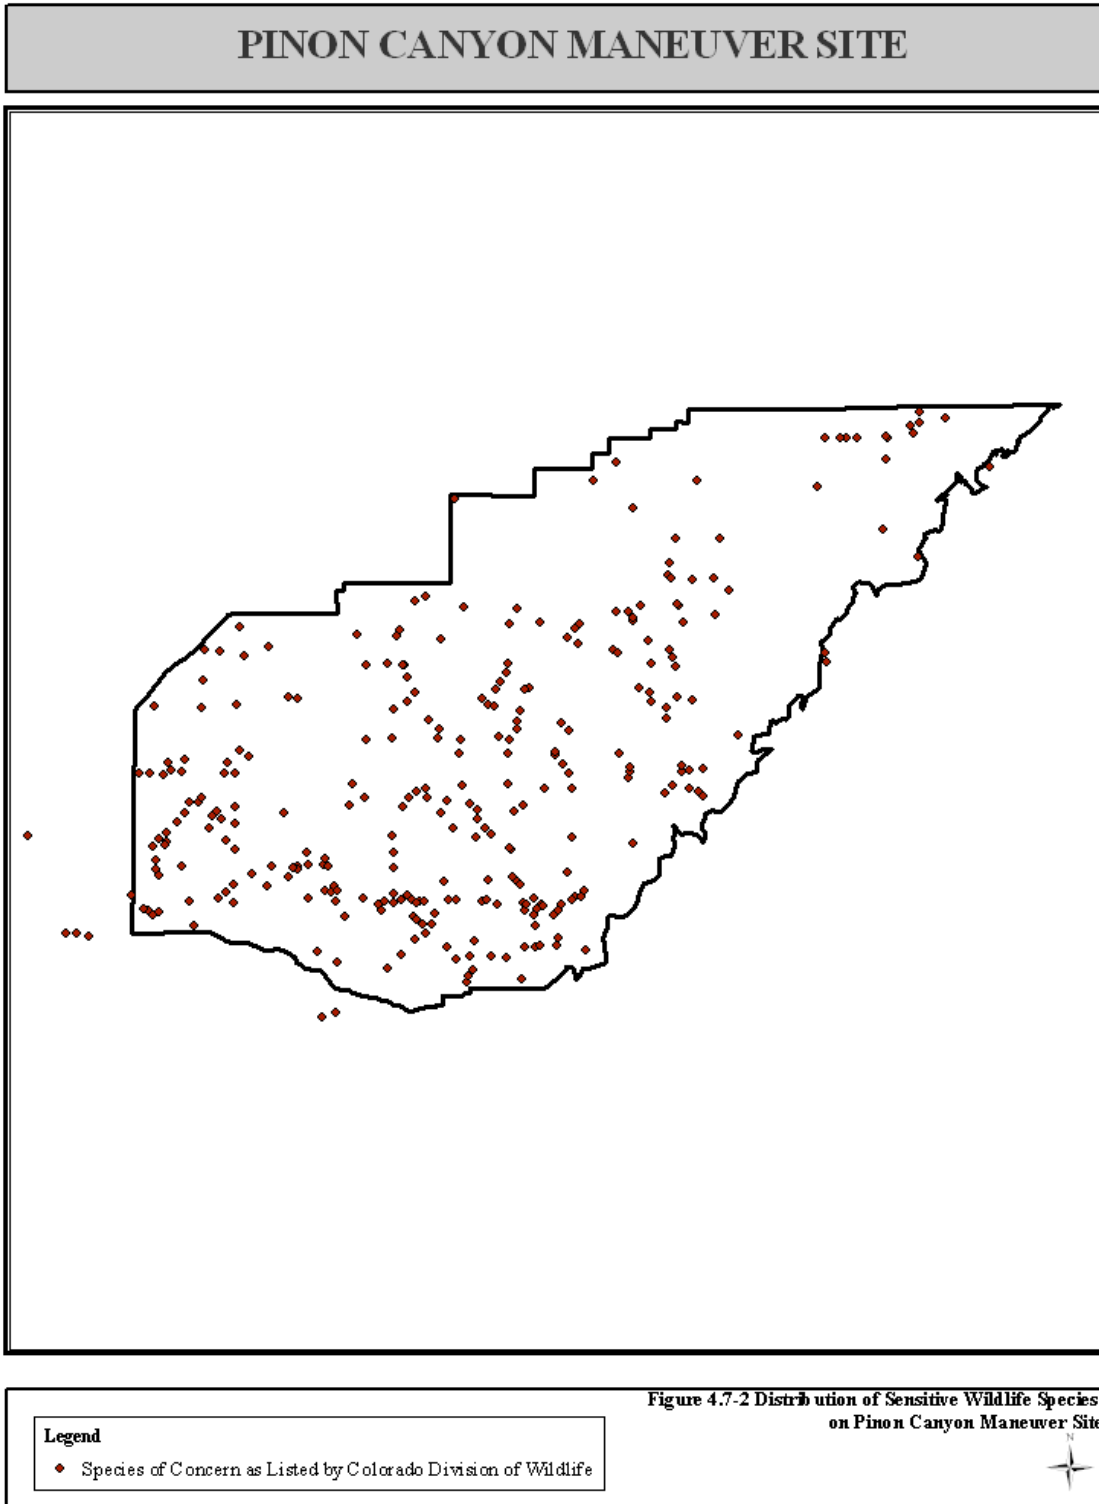 PINON CANYON MANEUVER SITE
Figure 4.7-2 Distribution of Sensitive Wildlife Species
on Pinon Canyon Maneuver Site
Legend
Species of Concern as Listed by Colorado Division of Wildlife
N